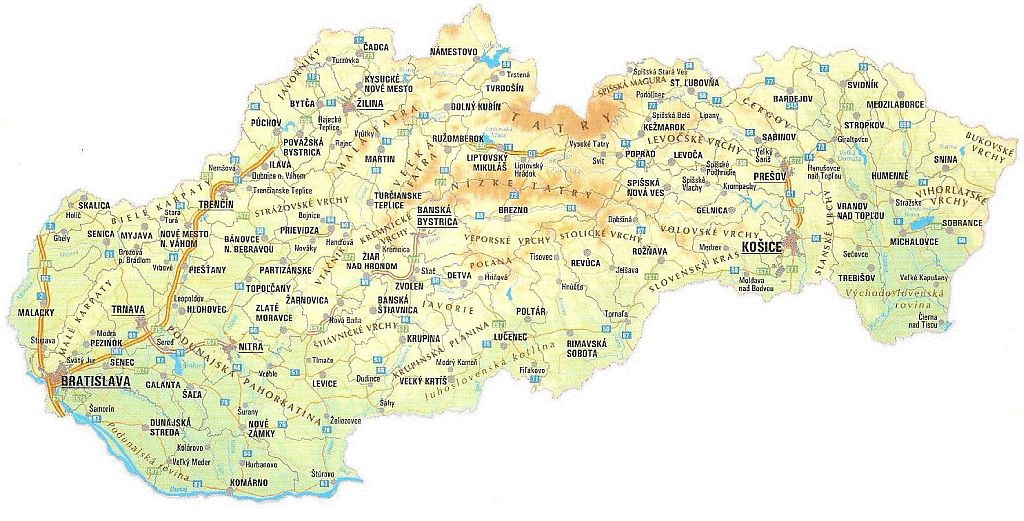 ČADCA
Turzovka
NÁMESTOVO
Trstená
TVRDOŠÍN
JAVORNÍKY
KYSUCKÉ
NOVÉ MESTO
BYTČA
ŽILINA
DOLNÝ KUBÍN
Rajecké
Teplice
PÚCHOV
POVAŽSKÁ
BYSTRICA
Rajec
Vrútky
MALÁ FATRA
MARTIN
RUŽOMBEROK
TATRY
LIPTOVSKÝ
MIKULÁŠ
Liptovský
Hrádok
D1
Vysoké Tatry
Svit
Spišská Stará Ves
SPIŠSKÁ MAGURA
Podolínec
ST. ĽUBOVŇA
Spišská Belá
Lipany
KEŽMAROK
LEVOČSKÉ VRCHY
POPRAD
LEVOČA
ČERGOV
BARDEJOV
SVIDNÍK
MEDZILABORCE
STROPKOV
Giraltovce
SABINOV
Veľký
Šariš
PREŠOV
Hanušovce
nad Topľou
HUMENNÉ
SNINA
BUKOVSKÉ
VRCHY
VIHORLATSKÉ
VRCHY
Strážske
VRANOV
NAD TOPĽOU
SOBRANCE
MICHALOVCE
Sečovce
TREBIŠOV
Veľké Kapušany
Východoslovenská
rovina
Čierna
nad Tisou
SLANSKÉ VRCHY
KOŠICE
Moldava
nad Bodvou
Medzev
SLOVENSKÝ KRAS
VOLOVSKÉ VRCHY
GELNICA
Krompachy
Spišské
Podhradie
Spišské
Vlachy
SPIŠSKÁ
NOVÁ VES
Dobšiná
ROŽŇAVA
STOLICKÉ VRCHY
REVÚCA
Jelšava
Tornaľa
Hnúšťa
Tisovec
RIMAVSKÁ
SOBOTA
NÍZKE TATRY
BREZNO
VEĽKÁ
FATRA
ILAVA
Dubnica n. Váhom
Nemšová
Trenčianske Teplice
TRENČÍN
BIELE KARPATY
STRÁŽOVSKÉ VRCHY
TURČIANSKE
TEPLICE
BANSKÁ
BYSTRICA
KREMNICKÉ
VRCHY
Kremnica
Bojnice
PRIEVIDZA
Handlová
Nováky
VTÁČNIK
BÁNOVCE
N. BEBRAVOU
PARTIZÁNSKE
ŽIAR
NAD HRONOM
Sliač
ZVOLEN
DETVA
Hriňová
POLANA
VEPORSKÉ VRCHY
JAVORIE
SKALICA
Holíč
Gbely
SENICA
MYJAVA
Stará
Turá
NOVÉ MESTO
N. VÁHOM
Brezová
p. Bradlom
Vrbové
PIEŠŤANY
TOPOĽČANY
ŽARNOVICA
BANSKÁ
ŠTIAVNICA
Nová Baňa
ŠTIAVNICKÉ VRCHY
ZLATÉ
MORAVCE
Leopoldov
HLOHOVEC
MALÉ KARPATY
MALACKY
TRNAVA
Modra
PEZINOK
Stupava
Svätý Jur
SENEC
Sereď
NITRA
Vráble
Tlmače
LEVICE
Dudince
KRUPINA
KRUPINSKÁ PLANINA
POLTÁR
LUČENEC
Modrý Kameň
VEĽKÝ KRTÍŠ
Juhoslovenská kotlina
Fiľakovo
BRATISLAVA
GALANTA
ŠAĽA
PODUNAJSKÁ PAHORKATINA
Šahy
Želiezovce
Šurany
NOVÉ
ZÁMKY
Šamorín
DUNAJSKÁ
STREDA
Podunajská rovina
Kolárovo
Veľký Meder
Hurbanovo
Štúrovo
KOMÁRNO
Dunaj